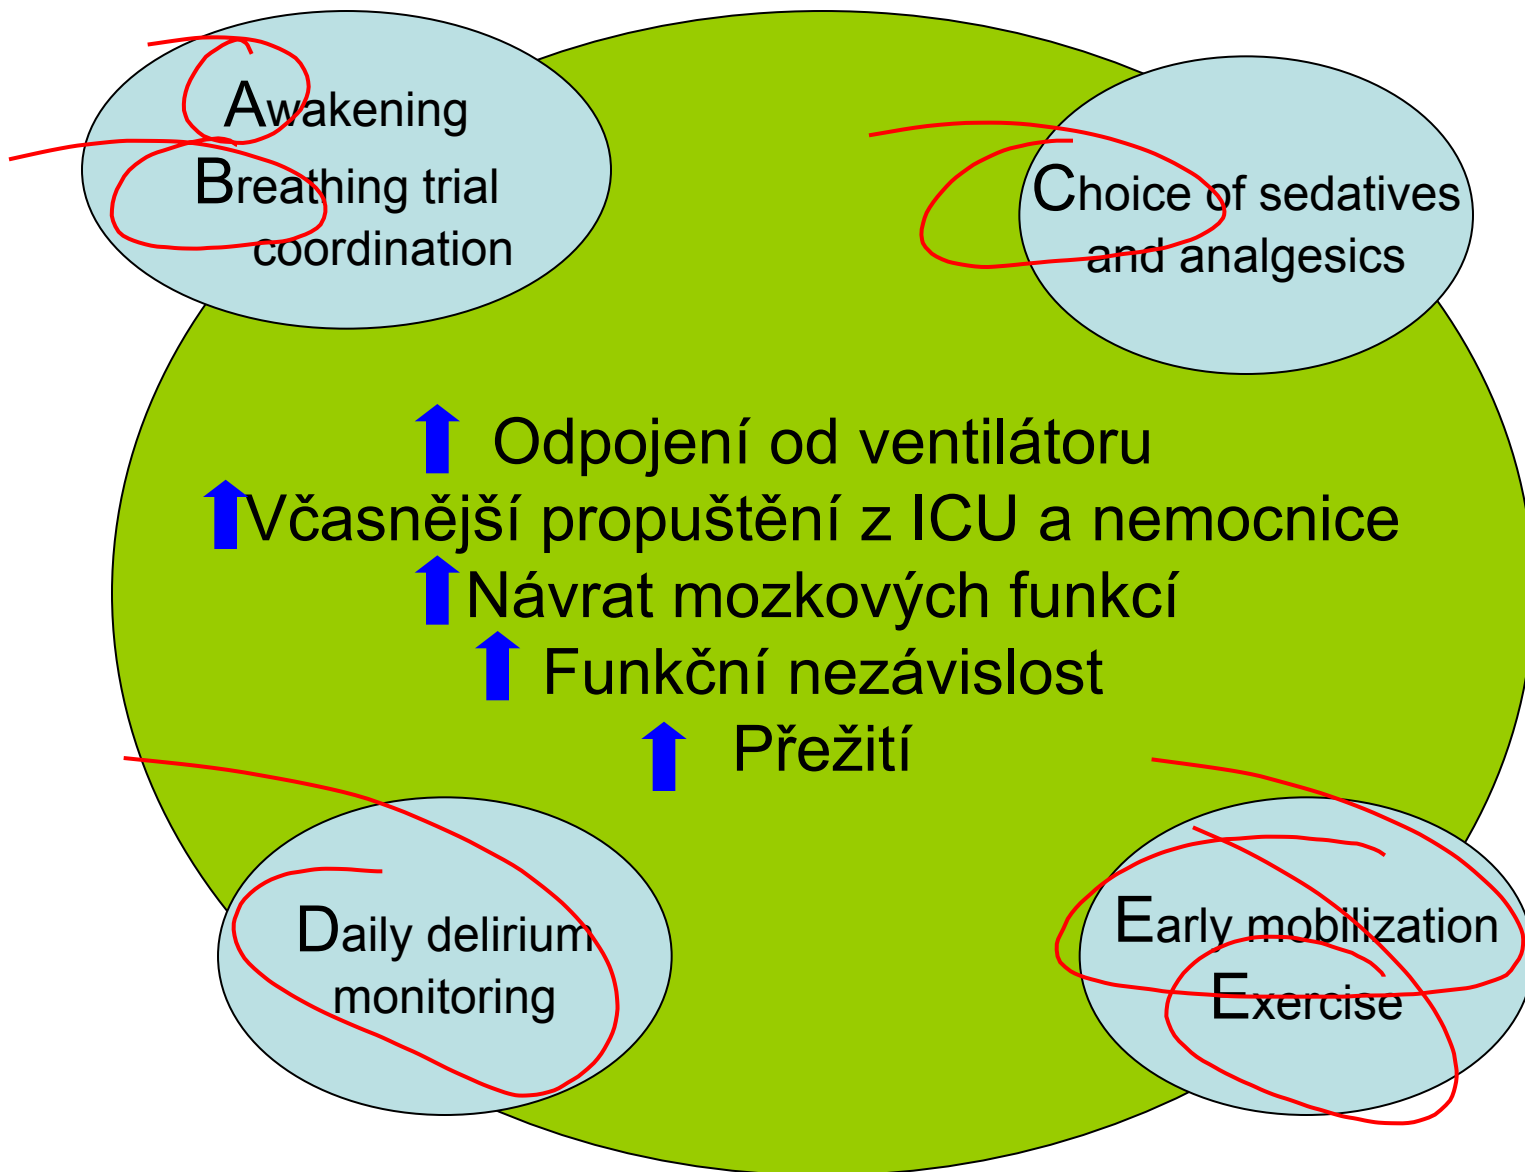 Awakening
Breathing trial
coordination
Choice of sedatives
and analgesics
Odpojení od ventilátoru
Včasnější propuštění z ICU a nemocnice
Návrat mozkových funkcí
Funkční nezávislost
Přežití
Daily delirium
monitoring
Early mobilization
Exercise